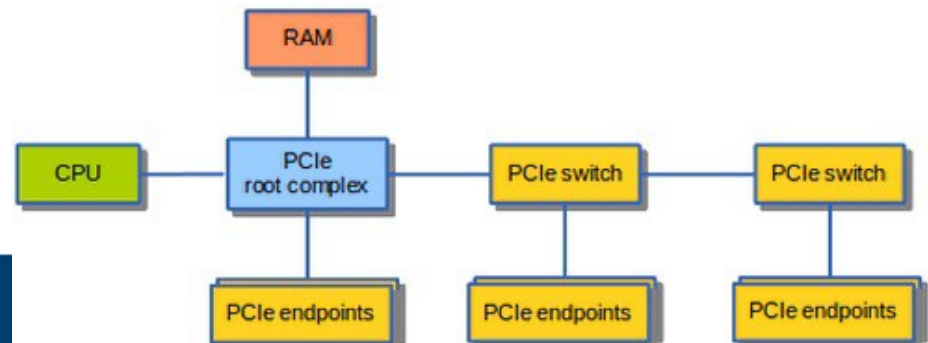 RAM
CPU
PCIe
root complex
PCIe switch
PCIe switch
PCIe endpoints
PCIe endpoints
PCIe endpoints